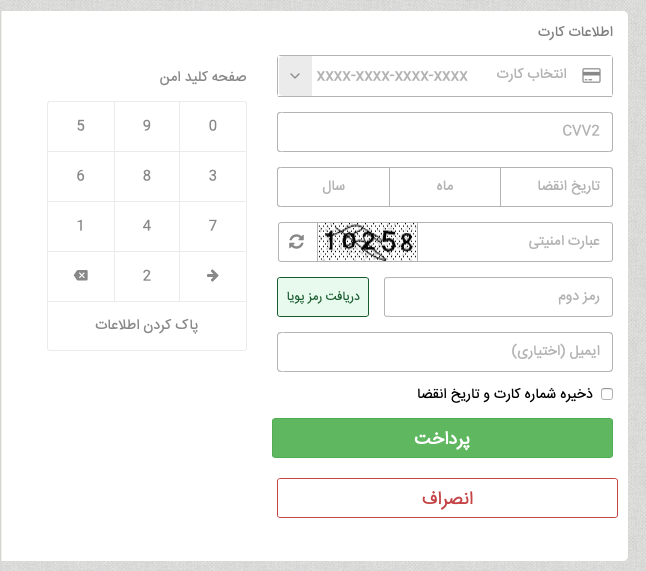 اطلاعات کارت
انتخاب کارت xxxx-xxxx-xxxx-xxxx
CVV2
تاریخ انقضا ماه سال
عبارت امنیتی 10258
رمز دوم دریافت رمز پویا
ایمیل (اختیاری)
ذخیره شماره کارت و تاریخ انقضا
پرداخت
انصراف
صفحه کلید امن
5 9 0
6 8 3
1 4 7
2
پاک کردن اطلاعات